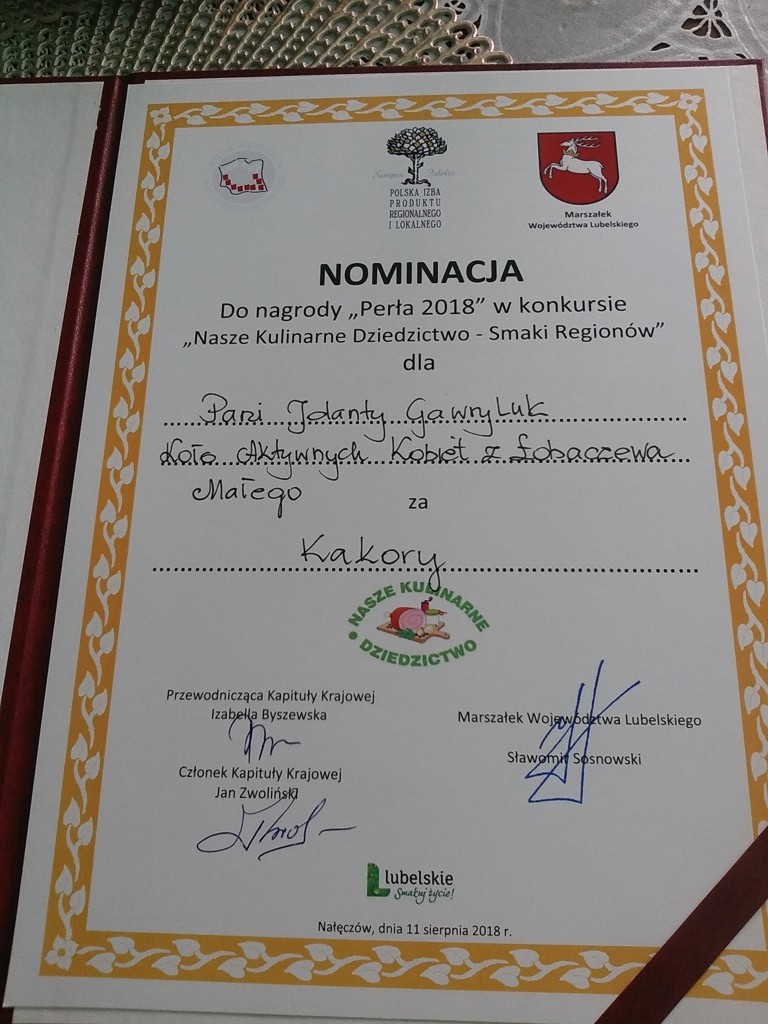 POLSKA IZBA
PRODUKTU
REGIONALNEGO
I LOKALNEGO
Marszałek
Województwa Lubelskiego
NOMINACJA
Do nagrody „Perła 2018” w konkursie
„Nasze Kulinarne Dziedzictwo - Smaki Regionów”
dla
Pani Jolanty Gawryluk
Koło Aktywnych Kobiet z Łobaczewa
Małego
za
Kąkory
NASZE KULINARNE
DZIEDZICTWO
Przewodnicząca Kapituły Krajowej
Izabella Byszewska
Członek Kapituły Krajowej
Jan Zwoliński
Marszałek Województwa Lubelskiego
Sławomir Sosnowski
lubelskie
Smakuj życie!
Nałęczów, dnia 11 sierpnia 2018 r.